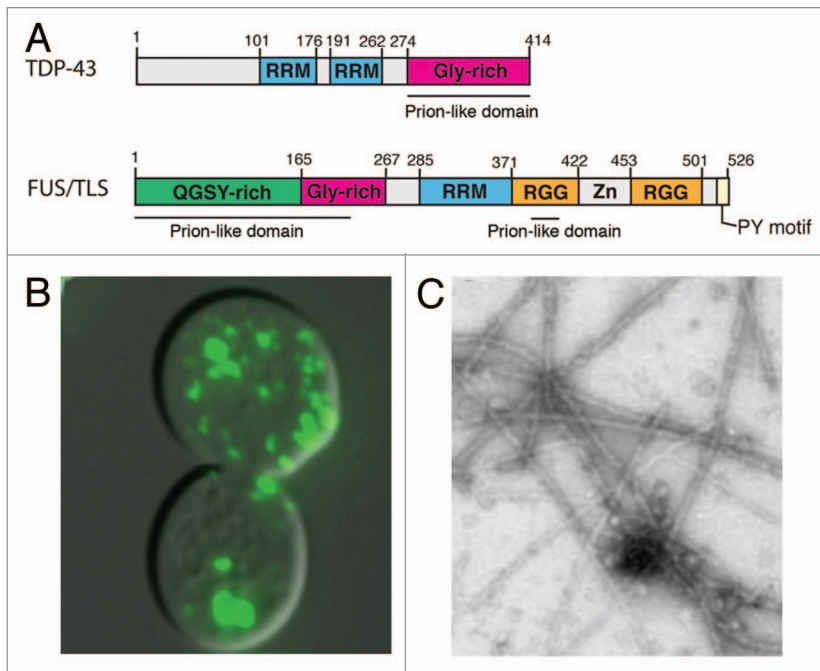 A
1 101 176 191 262 274 414
TDP-43 RRM RRM Gly-rich
Prion-like domain
1 165 267 285 371 422 453 501 526
FUS/TLS QGSY-rich Gly-rich RRM RGG Zn RGG
Prion-like domain Prion-like domain PY motif
B
C